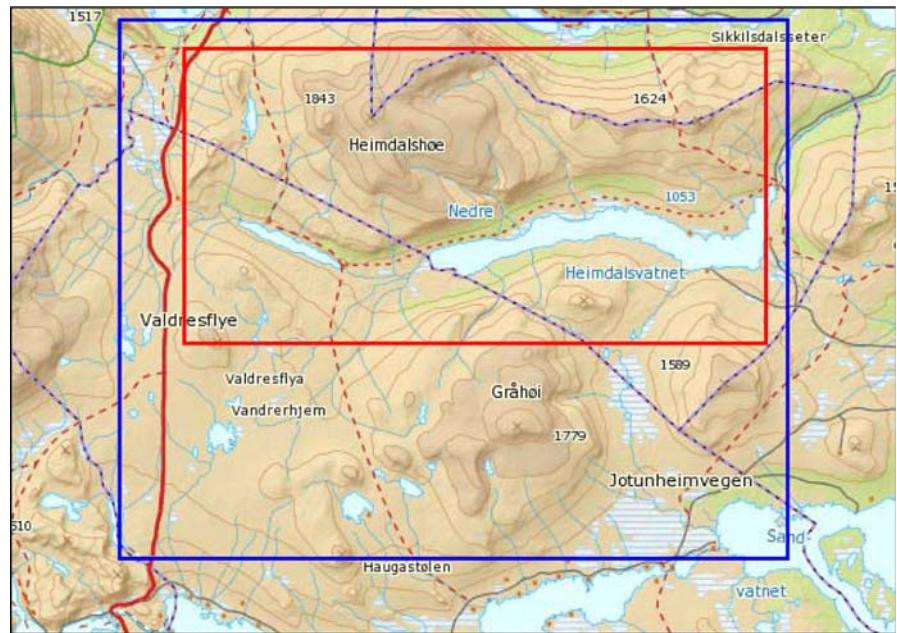 1517
Sikkilsdalsseter
1843
1624
Heimdalshøe
Nedre
1053
Heimdalsvatnet
Valdresflye
1589
Valdresflya
Vandrerhjem
Gråhøi
1779
Jotunheimvegen
Sand-
vatnet
Haugastølen